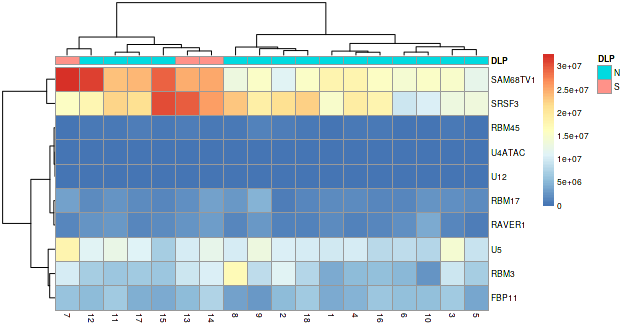 DLP
SAM68TV1
SRSF3
RBM45
U4ATAC
U12
RBM17
RAVER1
U5
RBM3
FBP11
7 12 11 17 15 13 14 8 9 2 18 1 4 16 6 10 3 5
3e+07
2.5e+07
2e+07
1.5e+07
1e+07
5e+06
0
DLP
N
S